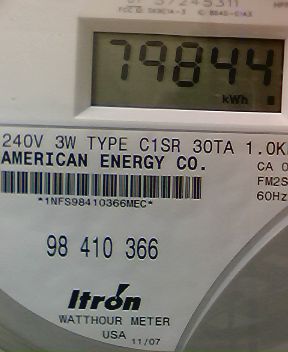 79844
kWh
240V 3W TYPE C1SR 30TA 1.0K
AMERICAN ENERGY CO.
CA 0
FM2S
60Hz
*1NFS98410366MEC*
98 410 366
Itron
WATTHOUR METER
USA 11/07